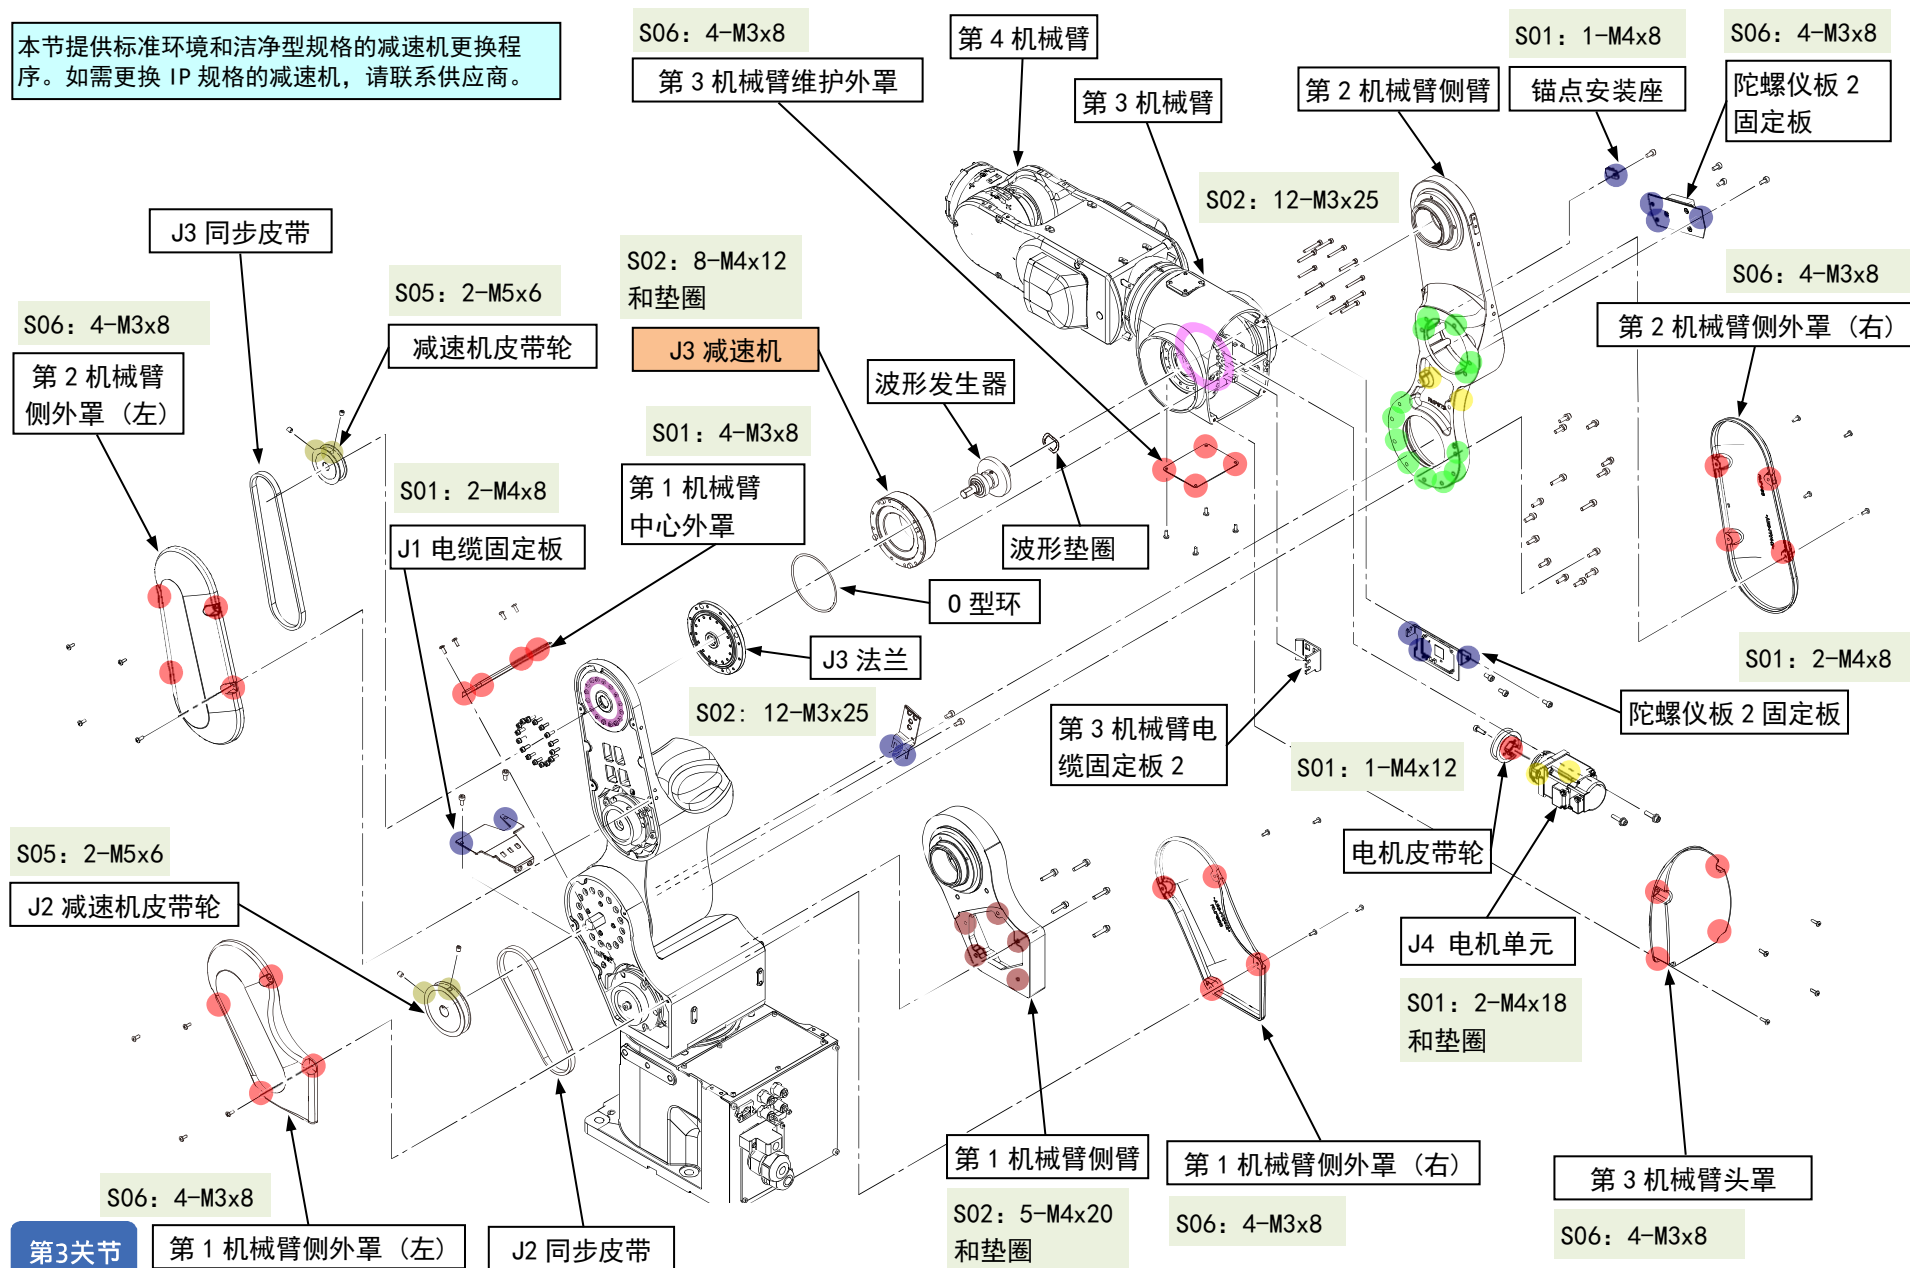 本节提供标准环境和洁净型规格的减速机更换程
序。如需更换 IP 规格的减速机，请联系供应商。
S06: 4-M3x8
第 3 机械臂维护外罩
第 4 机械臂
第 3 机械臂
第 2 机械臂侧臂
S01: 1-M4x8
锚点安装座
S06: 4-M3x8
陀螺仪板 2
固定板
J3 同步皮带
S02: 12-M3x25
S02: 8-M4x12
和垫圈
J3 减速机
S05: 2-M5x6
减速机皮带轮
S06: 4-M3x8
第 2 机械臂
侧外罩（左）
S06: 4-M3x8
第 2 机械臂侧外罩（右）
波形发生器
S01: 4-M3x8
第 1 机械臂
中心外罩
S01: 2-M4x8
J1 电缆固定板
波形垫圈
O 型环
J3 法兰
S02: 12-M3x25
S01: 2-M4x8
陀螺仪板 2 固定板
第 3 机械臂电
缆固定板 2
S01: 1-M4x12
电机皮带轮
S05: 2-M5x6
J2 减速机皮带轮
J4 电机单元
S01: 2-M4x18
和垫圈
第 1 机械臂侧臂
S02: 5-M4x20
和垫圈
第 1 机械臂侧外罩（右）
S06: 4-M3x8
第 3 机械臂头罩
S06: 4-M3x8
S06: 4-M3x8
第 1 机械臂侧外罩（左）
J2 同步皮带
第3关节